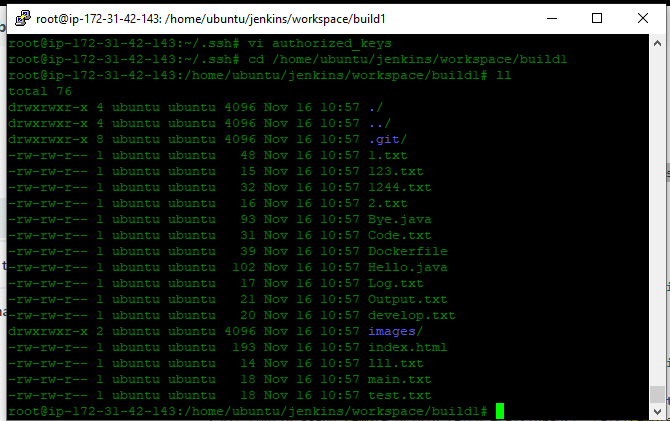 root@ip-172-31-42-143: /home/ubuntu/jenkins/workspace/build1
root@ip-172-31-42-143:~/.ssh# vi authorized_keys
root@ip-172-31-42-143:~/.ssh# cd /home/ubuntu/jenkins/workspace/build1
root@ip-172-31-42-143:/home/ubuntu/jenkins/workspace/build1# ll
total 76
drwxrwxr-x 4 ubuntu ubuntu 4096 Nov 16 10:57 ./
drwxrwxr-x 4 ubuntu ubuntu 4096 Nov 16 10:57 ../
drwxrwxr-x 8 ubuntu ubuntu 4096 Nov 16 10:57 .git/
-rw-rw-r-- 1 ubuntu ubuntu   48 Nov 16 10:57 1.txt
-rw-rw-r-- 1 ubuntu ubuntu   15 Nov 16 10:57 123.txt
-rw-rw-r-- 1 ubuntu ubuntu   32 Nov 16 10:57 1244.txt
-rw-rw-r-- 1 ubuntu ubuntu   16 Nov 16 10:57 2.txt
-rw-rw-r-- 1 ubuntu ubuntu   93 Nov 16 10:57 Bye.java
-rw-rw-r-- 1 ubuntu ubuntu   31 Nov 16 10:57 Code.txt
-rw-rw-r-- 1 ubuntu ubuntu   39 Nov 16 10:57 Dockerfile
-rw-rw-r-- 1 ubuntu ubuntu  102 Nov 16 10:57 Hello.java
-rw-rw-r-- 1 ubuntu ubuntu   17 Nov 16 10:57 Log.txt
-rw-rw-r-- 1 ubuntu ubuntu   21 Nov 16 10:57 Output.txt
-rw-rw-r-- 1 ubuntu ubuntu   20 Nov 16 10:57 develop.txt
drwxrwxr-x 2 ubuntu ubuntu 4096 Nov 16 10:57 images/
-rw-rw-r-- 1 ubuntu ubuntu  193 Nov 16 10:57 index.html
-rw-rw-r-- 1 ubuntu ubuntu   14 Nov 16 10:57 lll.txt
-rw-rw-r-- 1 ubuntu ubuntu   18 Nov 16 10:57 main.txt
-rw-rw-r-- 1 ubuntu ubuntu   18 Nov 16 10:57 test.txt
root@ip-172-31-42-143:/home/ubuntu/jenkins/workspace/build1#